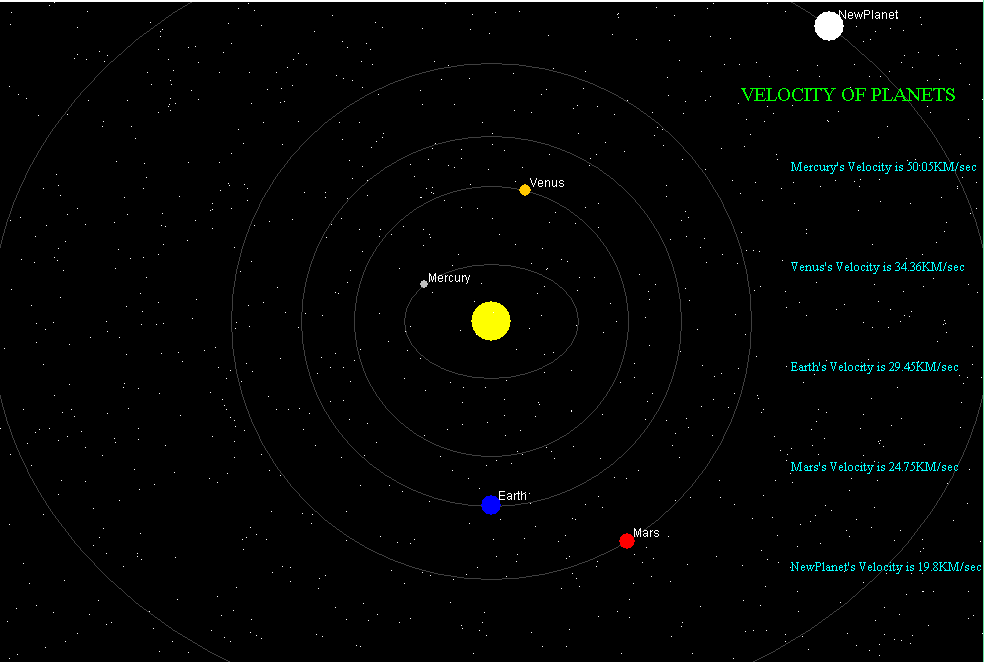 NewPlanet
VELOCITY OF PLANETS
Mercury's Velocity is 50.05KM/sec
Venus
Venus's Velocity is 34.36KM/sec
Mercury
Earth's Velocity is 29.45KM/sec
Mars's Velocity is 24.75KM/sec
Earth
Mars
NewPlanet's Velocity is 19.8KM/sec